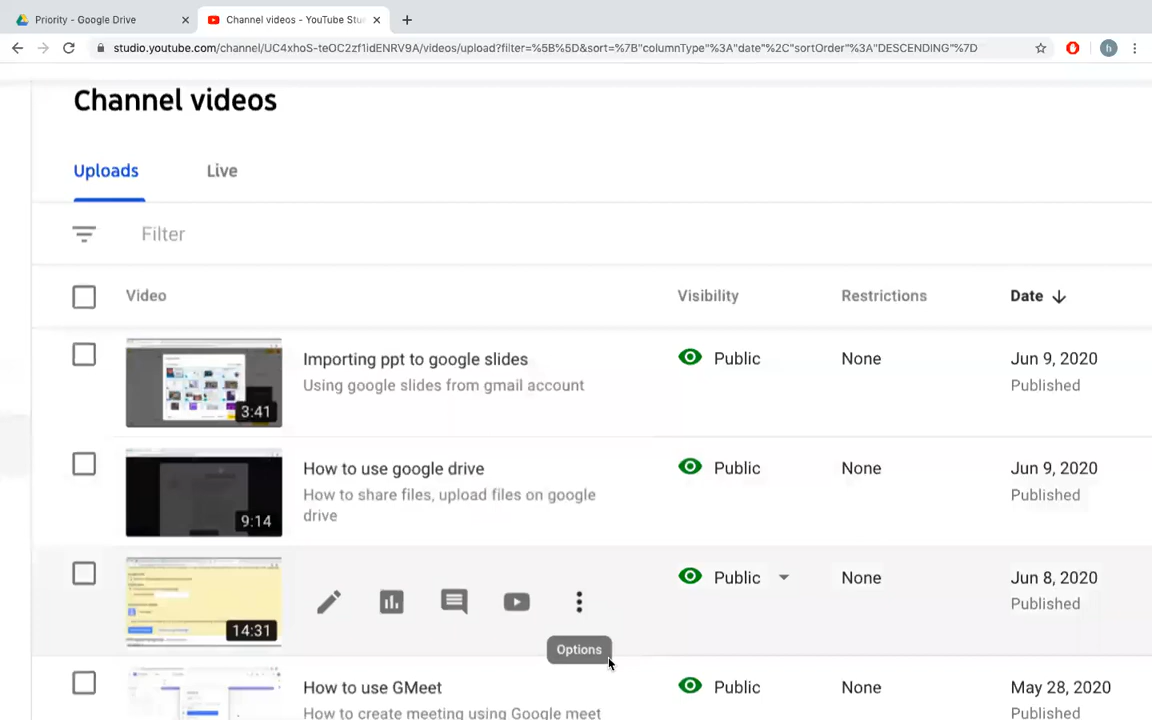 Priority - Google Drive
Channel videos - YouTube Stu
studio.youtube.com/channel/UC4xhoS-teOC2zf1idENRV9A/videos/upload?filter=%5B%5D&sort=%7B"columnType"%3A"date"%2C"sortOrder"%3A"DESCENDING"%7D
h
Channel videos
Uploads Live
Filter
Video Visibility Restrictions Date
Importing ppt to google slides Public None Jun 9, 2020
Using google slides from gmail account Published
3:41
How to use google drive Public None Jun 9, 2020
How to share files, upload files on google Published
drive
9:14
Public None Jun 8, 2020
Published
14:31
Options
How to use GMeet Public None May 28, 2020
How to create meeting using Google meet Published